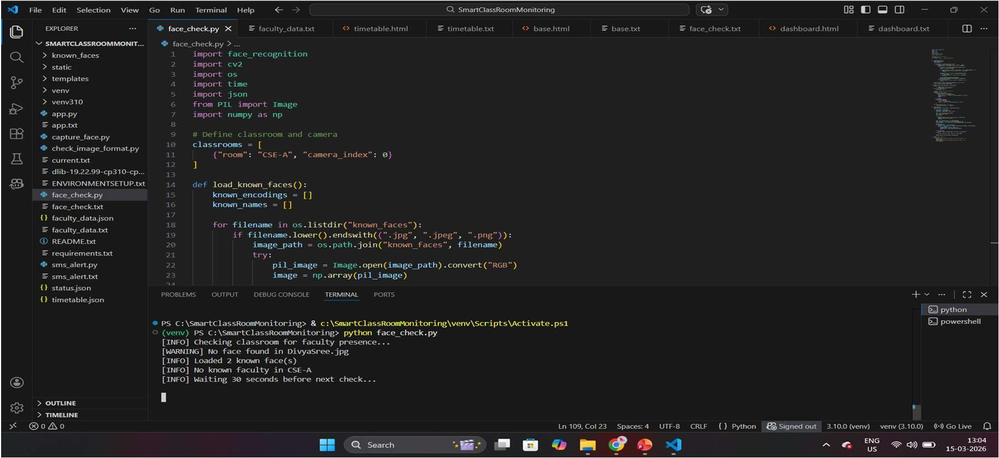 File Edit Selection View Go Run Terminal Help
SmartClassRoomMonitoring
EXPLORER
SMARTCLASSROOMMONIT...
known_faces
static
templates
venv
venv310
app.py
app.txt
capture_face.py
check_image_format.py
current.txt
dlib-19.22.99-cp310-cp...
ENVIRONMENTSETUP.txt
face_check.py
face_check.txt
faculty_data.json
faculty_data.txt
README.txt
requirements.txt
sms_alert.py
sms_alert.txt
status.json
timetable.json
OUTLINE
TIMELINE
face_check.py faculty_data.txt timetable.html timetable.txt base.html base.txt face_check.txt dashboard.html dashboard.txt
face_check.py > ...
1 import face_recognition
2 import cv2
3 import os
4 import time
5 import json
6 from PIL import Image
7 import numpy as np
8
9 # Define classroom and camera
10 classrooms = [
11 {"room": "CSE-A", "camera_index": 0}
12 ]
13
14 def load_known_faces():
15 known_encodings = []
16 known_names = []
17
18 for filename in os.listdir("known_faces"):
19 if filename.lower().endswith((".jpg", ".jpeg", ".png")):
20 image_path = os.path.join("known_faces", filename)
21 try:
22 pil_image = Image.open(image_path).convert("RGB")
23 image = np.array(pil_image)
24
PROBLEMS OUTPUT DEBUG CONSOLE TERMINAL PORTS
PS C:\SmartClassRoomMonitoring> & c:\SmartClassRoomMonitoring\venv\Scripts\Activate.ps1
(venv) PS C:\SmartClassRoomMonitoring> python face_check.py
[INFO] Checking classroom for faculty presence...
[WARNING] No face found in DivyaSree.jpg
[INFO] Loaded 2 known face(s)
[INFO] No known faculty in CSE-A
[INFO] Waiting 30 seconds before next check...
python
powershell
0 0 Ln 109, Col 23 Spaces: 4 UTF-8 CRLF {} Python Signed out 3.10.0 (venv) venv (3.10.0) Go Live
Search
ENG
US
13:04
15-03-2026